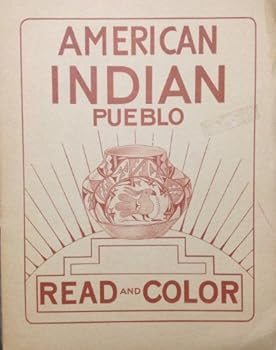 AMERICAN
INDIAN
PUEBLO
READ AND COLOR